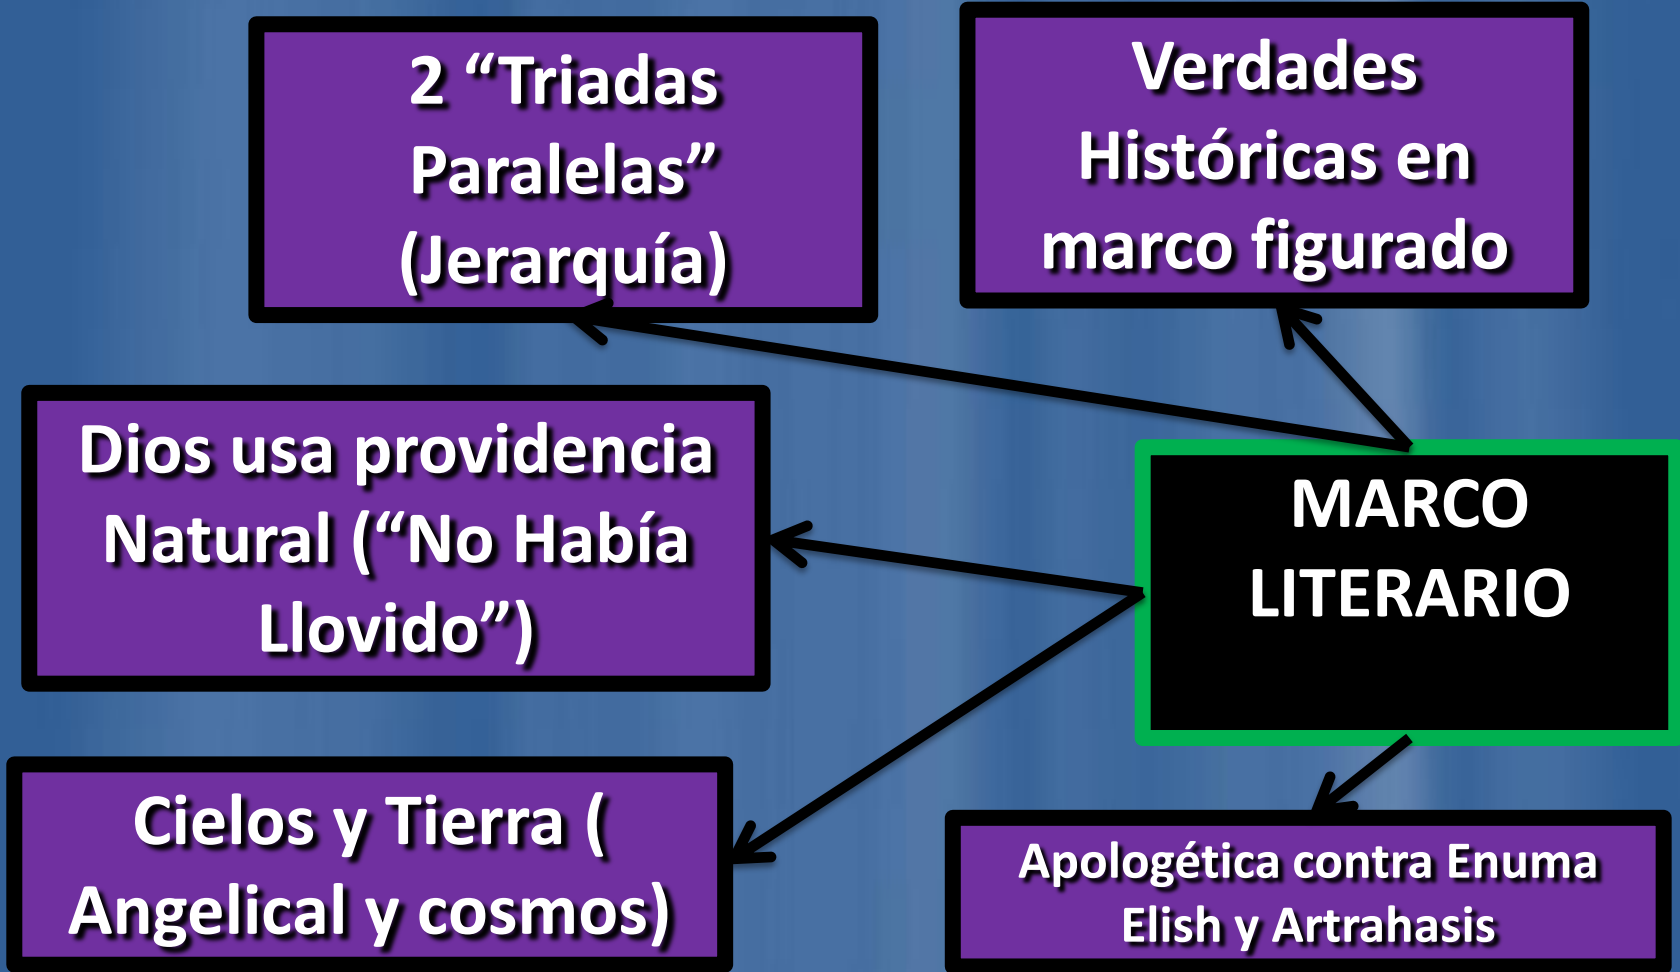 2 “Triadas
Paralelas”
(Jerarquía)
Verdades
Históricas en
marco figurado
Dios usa providencia
Natural (“No Había
Llovido”)
MARCO
LITERARIO
Cielos y Tierra (
Angelical y cosmos)
Apologética contra Enuma
Elish y Artrahasis